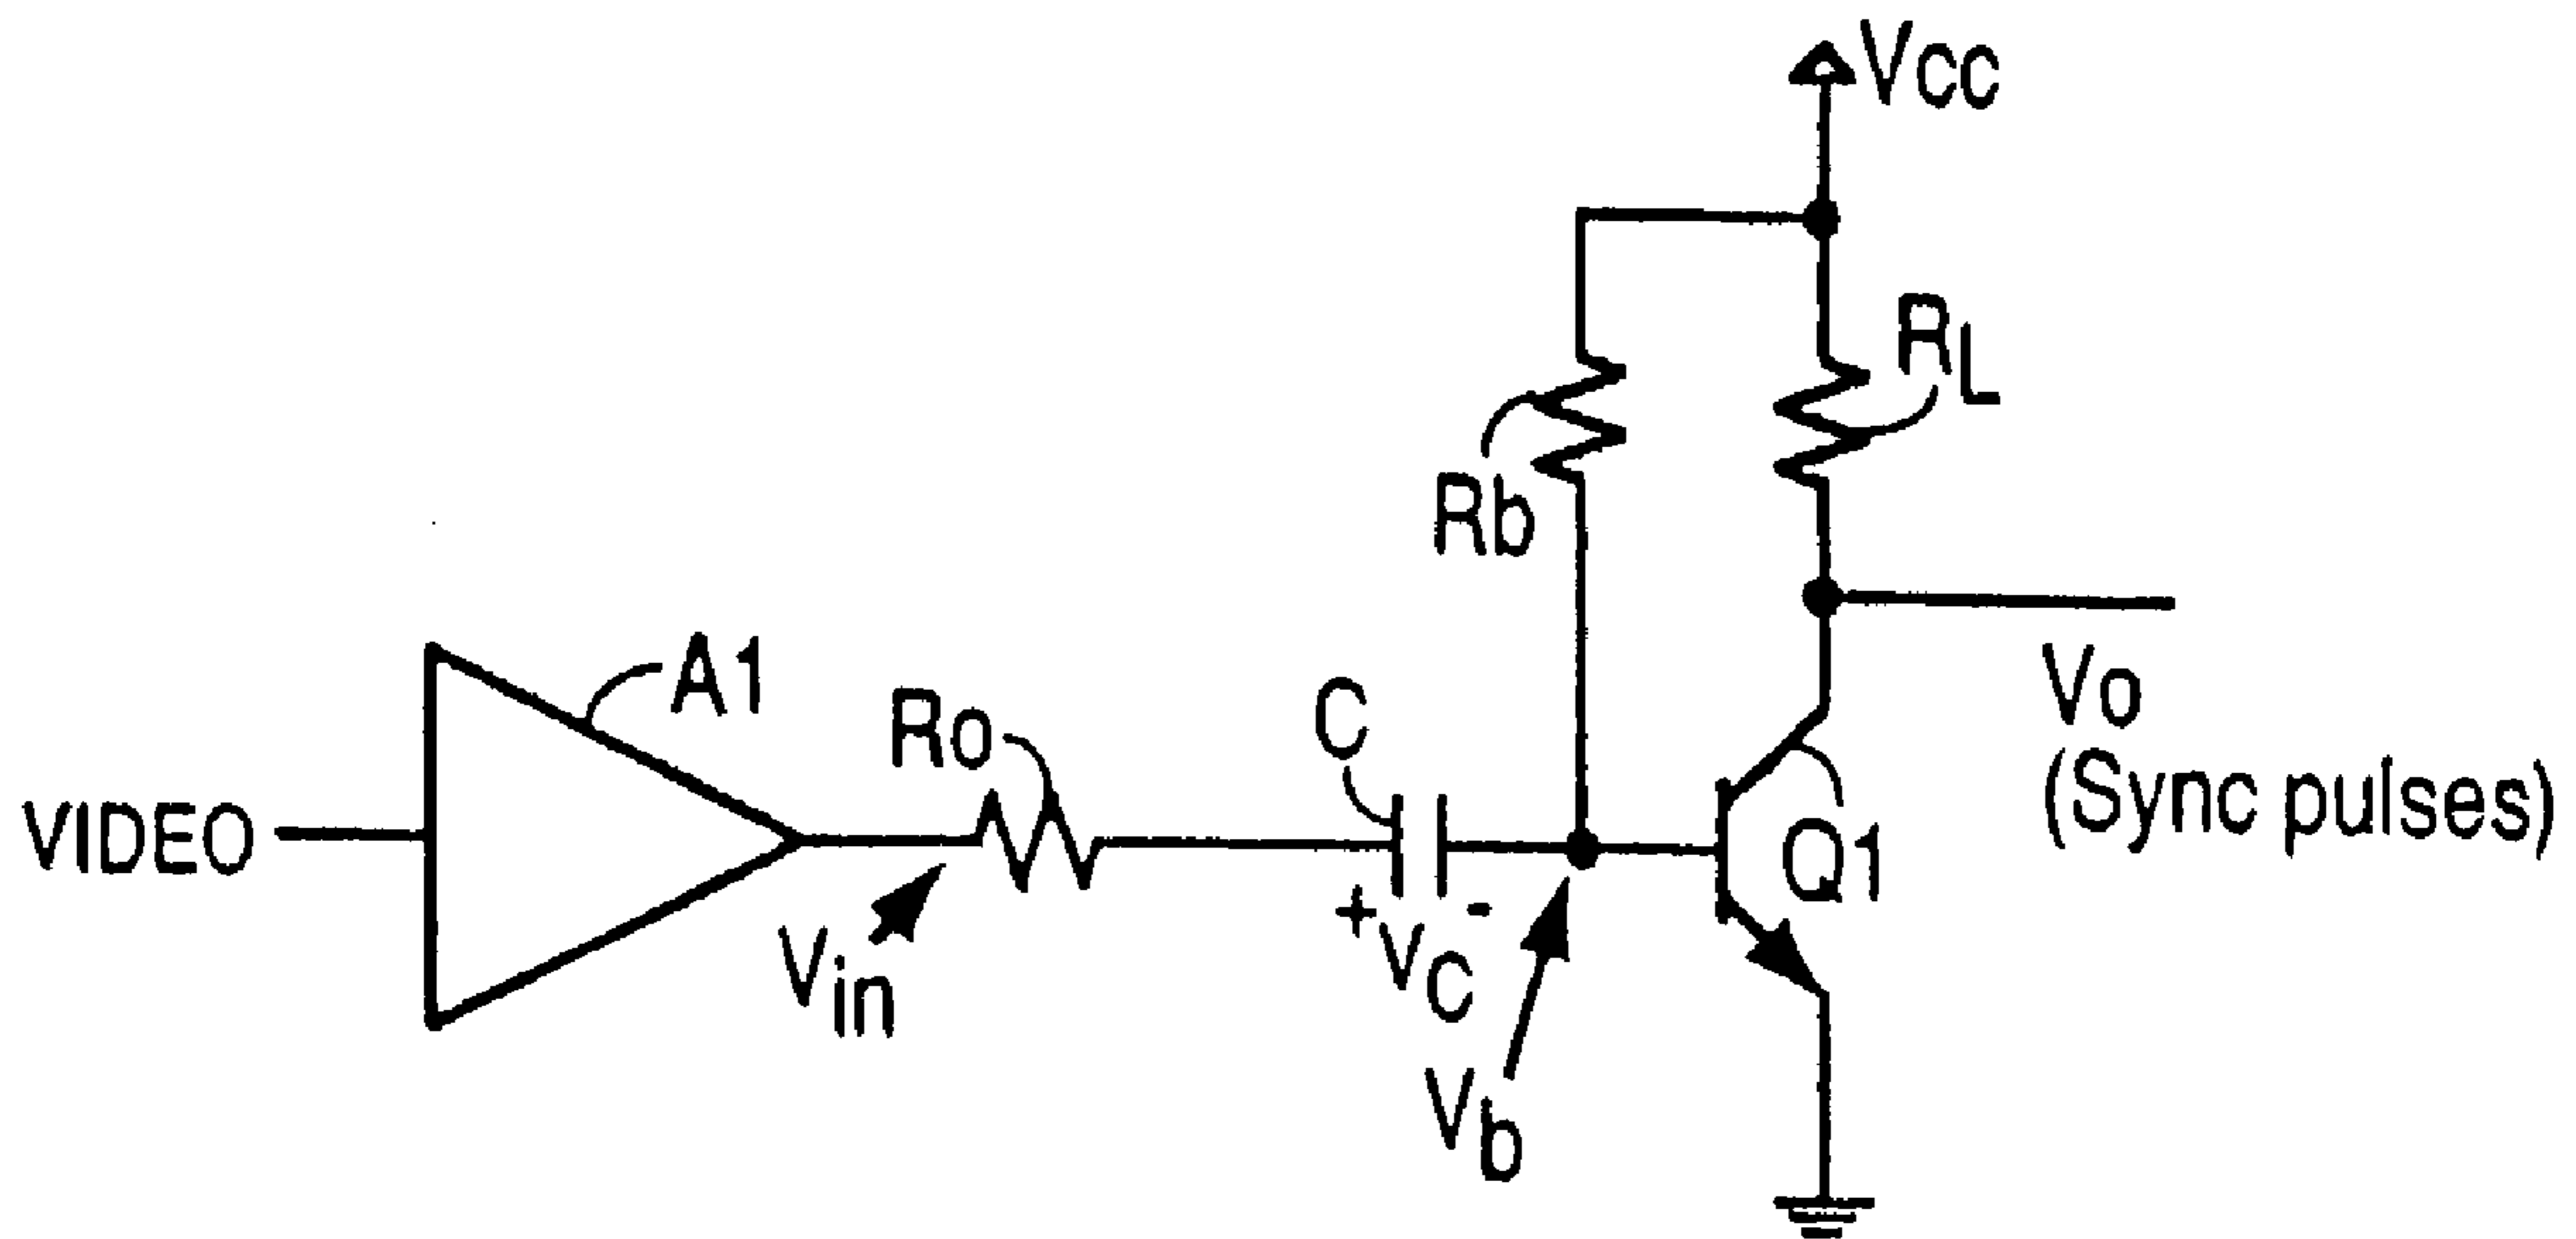 Vcc
RL
Rb
A1
Ro
C
VIDEO
Vin
+ Vc -
Vb
Q1
Vo
(Sync pulses)